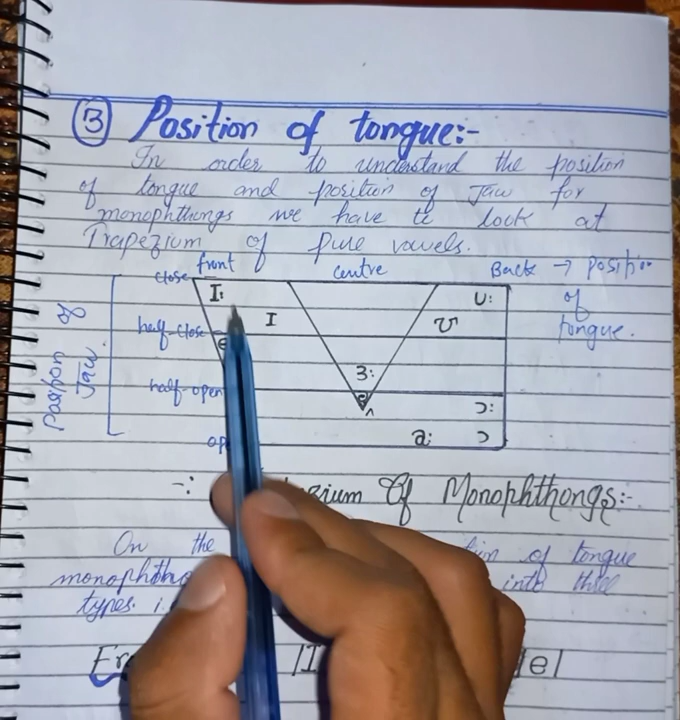 3 Position of tongue:-
In order to understand the position
of tongue and position of Jaw for
monophthongs we have to look at
Trapezium of pure vowels.
front centre Back → position
of
tongue.
close
I: U:
half-close I ʊ
e
half-open ɜ:
ə
ʌ ɔ:
a: ɔ
Position of
Jaw
-: Of Monophthongs:-
On the of tongue
into three
types.
|I |e|